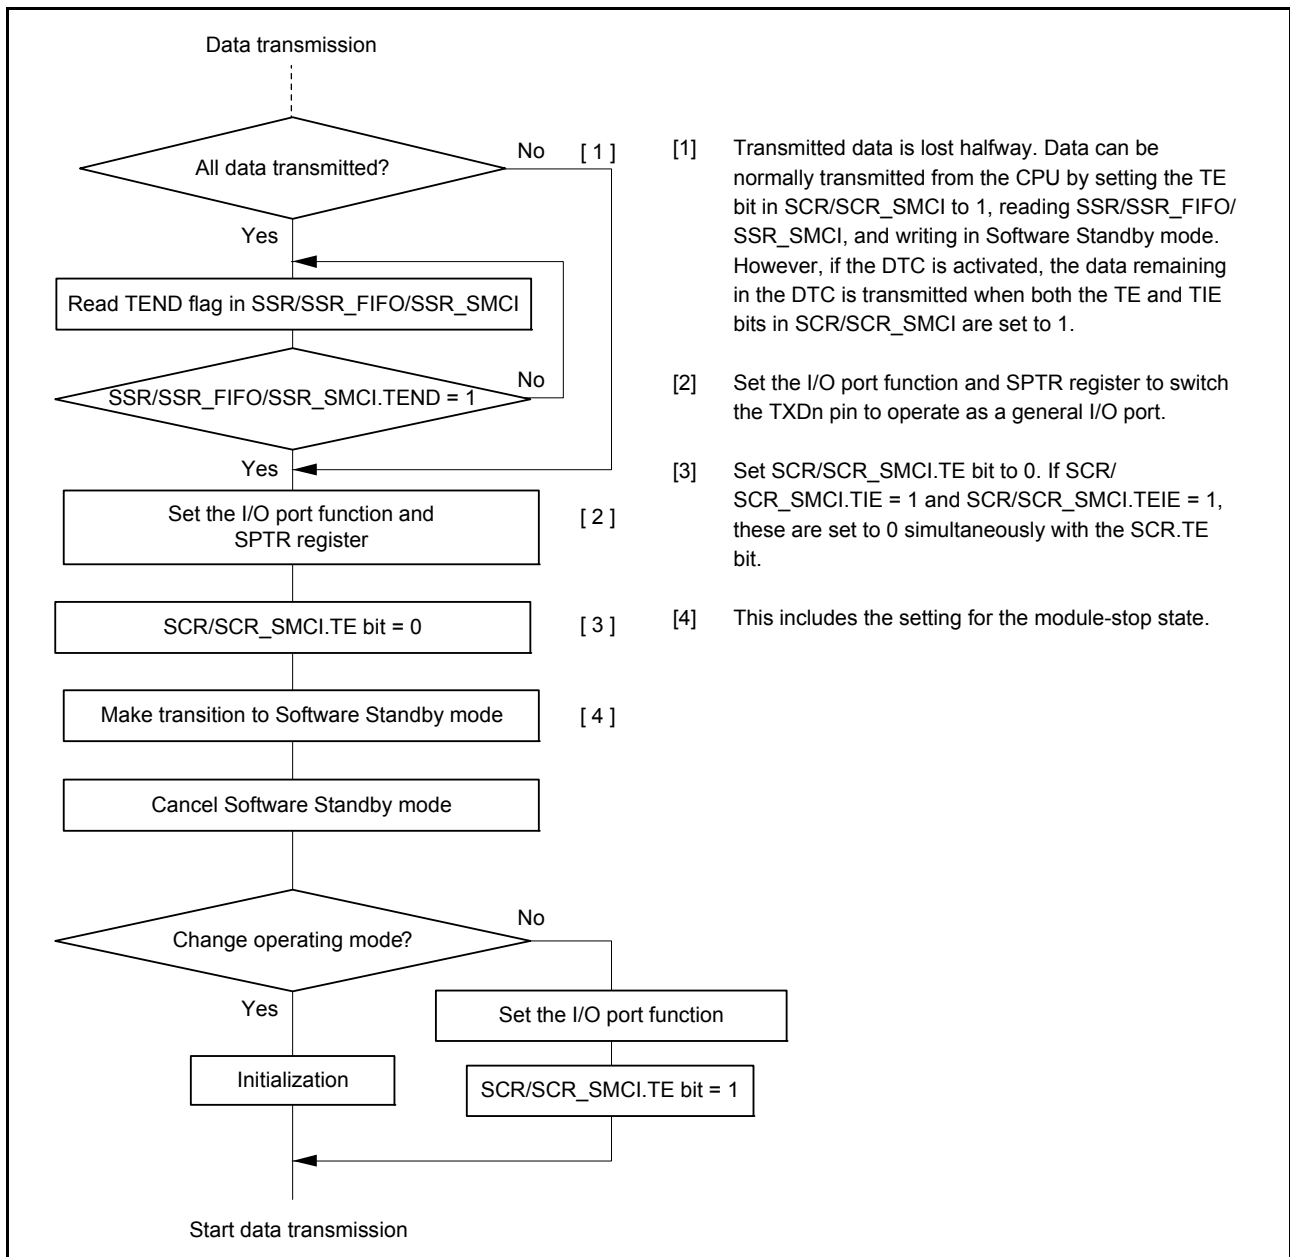 Data transmission
All data transmitted?
No
[ 1 ]
Yes
Read TEND flag in SSR/SSR_FIFO/SSR_SMCI
SSR/SSR_FIFO/SSR_SMCI.TEND = 1
No
Yes
Set the I/O port function and
SPTR register
[ 2 ]
SCR/SCR_SMCI.TE bit = 0
[ 3 ]
Make transition to Software Standby mode
[ 4 ]
Cancel Software Standby mode
Change operating mode?
No
Yes
Set the I/O port function
Initialization
SCR/SCR_SMCI.TE bit = 1
Start data transmission
[1] Transmitted data is lost halfway. Data can be
normally transmitted from the CPU by setting the TE
bit in SCR/SCR_SMCI to 1, reading SSR/SSR_FIFO/
SSR_SMCI, and writing in Software Standby mode.
However, if the DTC is activated, the data remaining
in the DTC is transmitted when both the TE and TIE
bits in SCR/SCR_SMCI are set to 1.
[2] Set the I/O port function and SPTR register to switch
the TXDn pin to operate as a general I/O port.
[3] Set SCR/SCR_SMCI.TE bit to 0. If SCR/
SCR_SMCI.TIE = 1 and SCR/SCR_SMCI.TEIE = 1,
these are set to 0 simultaneously with the SCR.TE
bit.
[4] This includes the setting for the module-stop state.